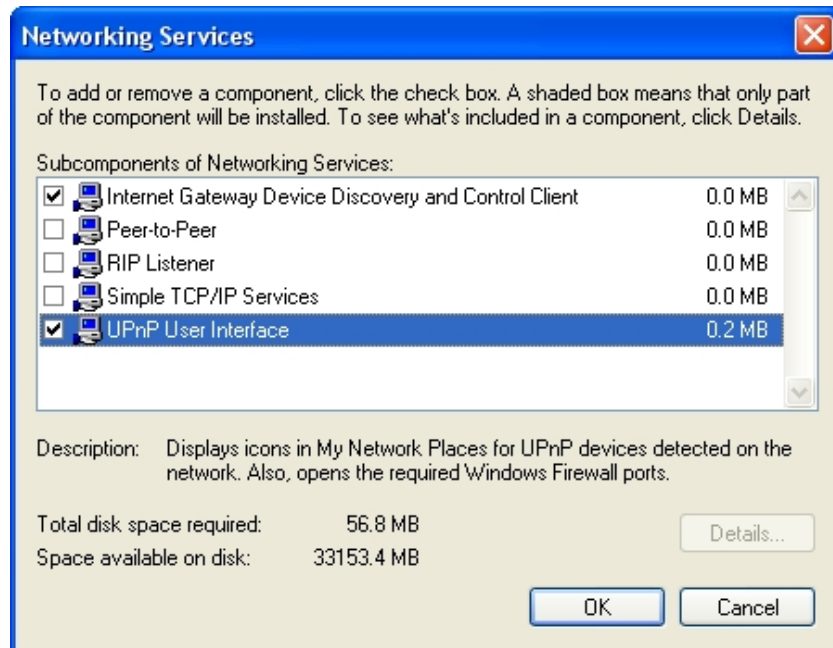 Networking Services
To add or remove a component, click the check box. A shaded box means that only part
of the component will be installed. To see what's included in a component, click Details.
Subcomponents of Networking Services:
Internet Gateway Device Discovery and Control Client 0.0 MB
Peer-to-Peer 0.0 MB
RIP Listener 0.0 MB
Simple TCP/IP Services 0.0 MB
UPnP User Interface 0.2 MB
Description: Displays icons in My Network Places for UPnP devices detected on the
network. Also, opens the required Windows Firewall ports.
Total disk space required: 56.8 MB
Details...
Space available on disk: 33153.4 MB
OK Cancel